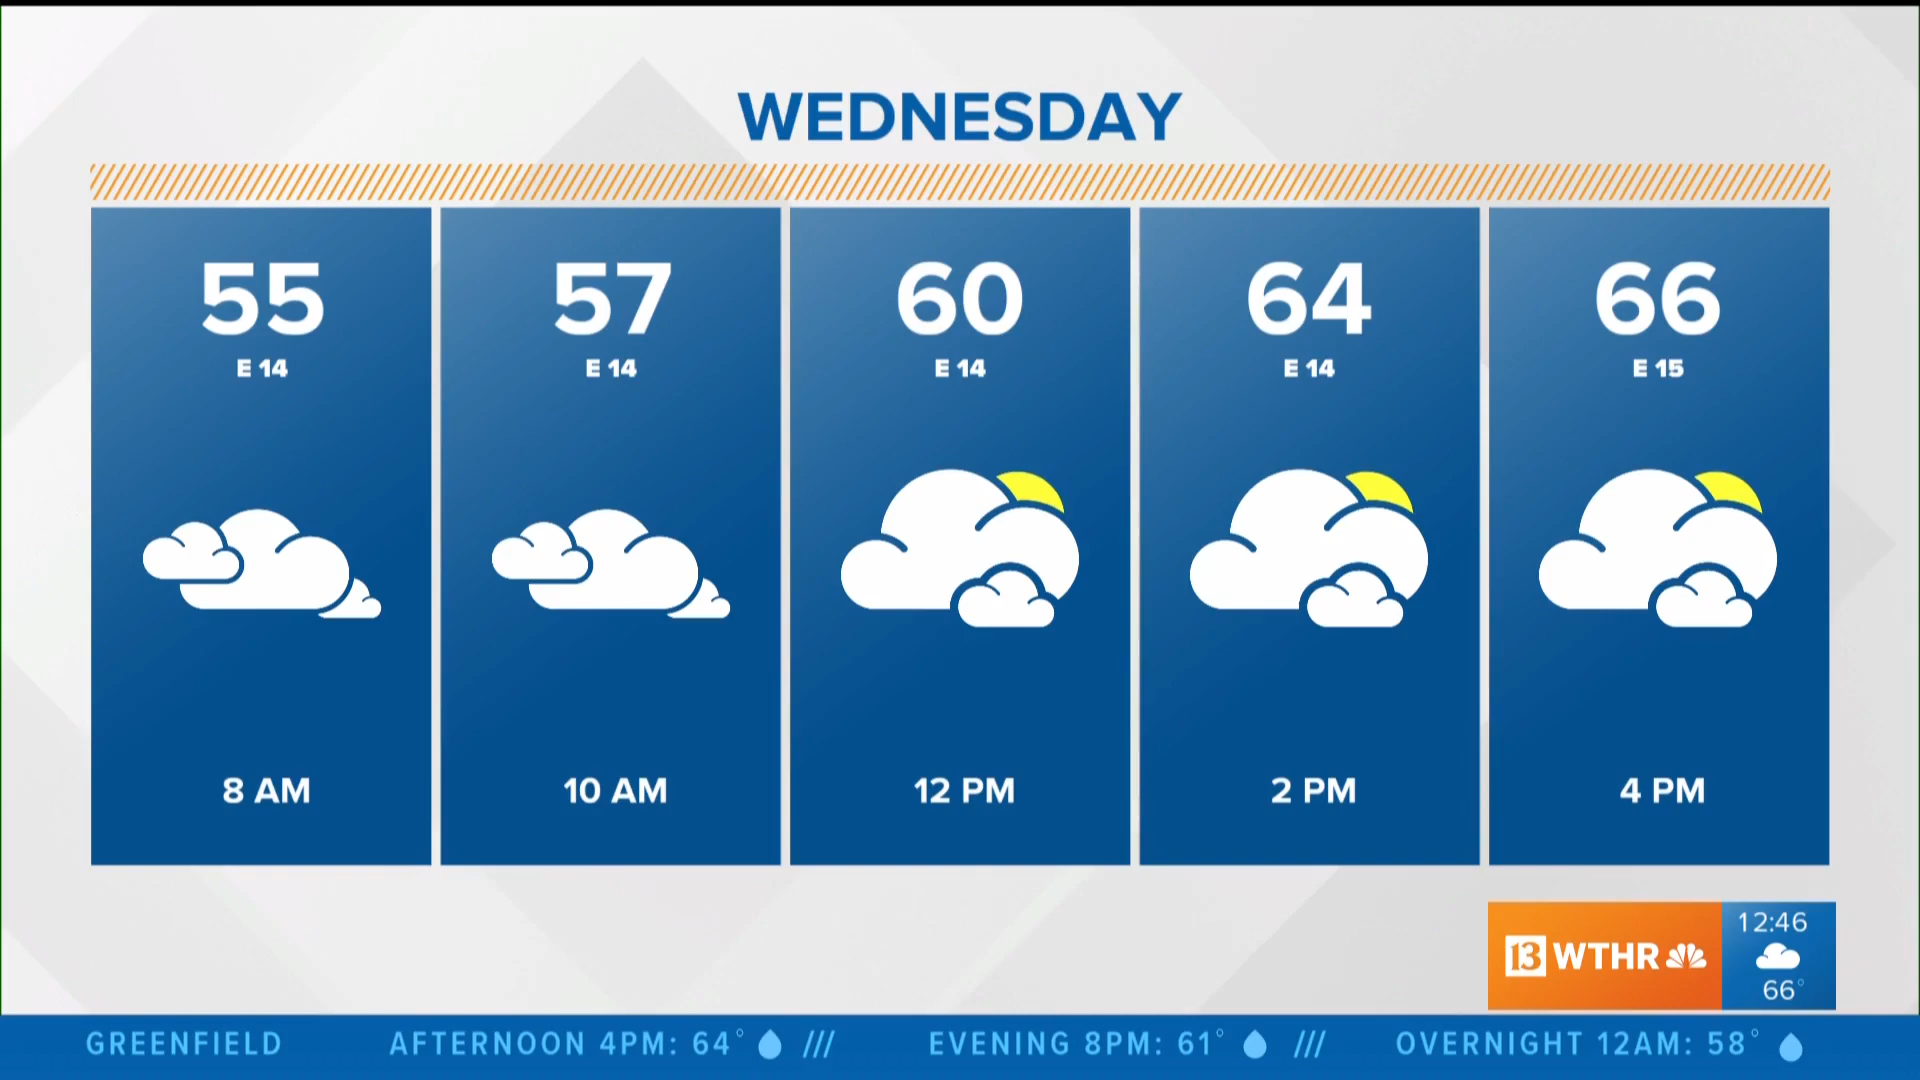 WEDNESDAY
55 57 60 64 66
E 14 E 14 E 14 E 14 E 15
8 AM 10 AM 12 PM 2 PM 4 PM
13 WTHR
12:46
66°
GREENFIELD AFTERNOON 4PM: 64° /// EVENING 8PM: 61° /// OVERNIGHT 12AM: 58°